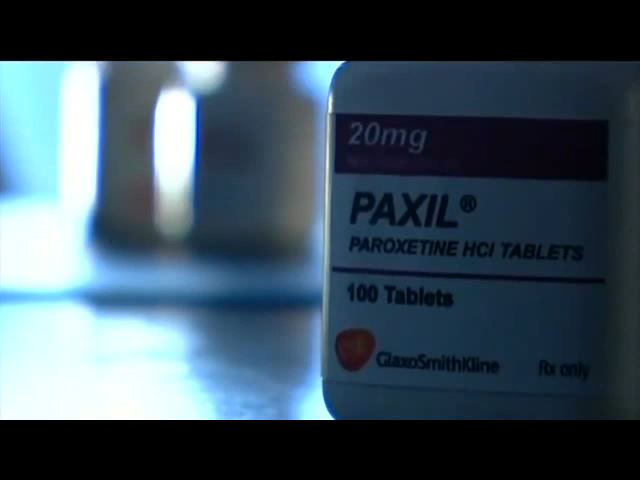 20mg
PAXIL®
PAROXETINE HCl TABLETS
100 Tablets
GlaxoSmithKline
Rx only